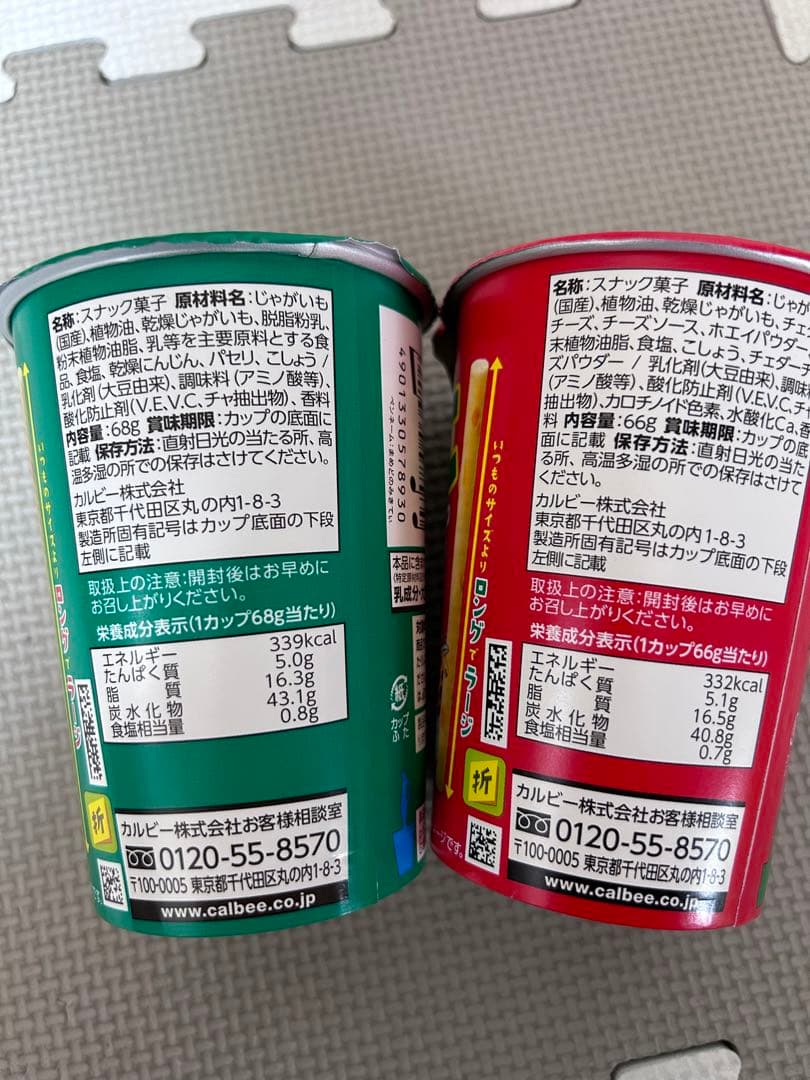 名称:スナック菓子 原材料名:じゃがいも
(国産)、植物油、乾燥じゃがいも、脱脂粉乳、
粉末植物油脂、乳等を主要原料とする食
品、食塩、乾燥にんじん、パセリ、こしょう/
乳化剤(大豆由来)、調味料(アミノ酸等)、
酸化防止剤(V.E、V.C、チャ抽出物)、香料
内容量:68g 賞味期限:カップの底面に
記載 保存方法:直射日光の当たる所、高
温多湿の所での保存はさけてください。
カルビー株式会社
東京都千代田区丸の内1-8-3
製造所固有記号はカップ底面の下段
左側に記載
取扱上の注意:開封後はお早めに
お召し上がりください。
栄養成分表示(1カップ68g当たり)
エネルギー 339kcal
たんぱく質 5.0g
脂質 16.3g
炭水化物 43.1g
食塩相当量 0.8g
折
カルビー株式会社お客様相談室
0120-55-8570
〒100-0005 東京都千代田区丸の内1-8-3
www.calbee.co.jp
いつものサイズより ロングでラージ
4901330578930
本品に含
乳成分・
紙
カップ
ふた
名称:スナック菓子 原材料名:じゃが
(国産)、植物油、乾燥じゃがいも、チェ
チーズ、チーズソース、ホエイパウダー
末植物油脂、食塩、こしょう、チェダーチ
ズパウダー / 乳化剤(大豆由来)、調味
(アミノ酸等)、酸化防止剤(V.E、V.C、チ
抽出物)、カロチノイド色素、水酸化Ca、香
料 内容量:66g 賞味期限:カップの底
面に記載 保存方法:直射日光の当た
る所、高温多湿の所での保存はさけて
ください。
カルビー株式会社
東京都千代田区丸の内1-8-3
製造所固有記号はカップ底面の下段
左側に記載
取扱上の注意:開封後はお早めに
お召し上がりください。
栄養成分表示(1カップ66g当たり)
エネルギー 332kcal
たんぱく質 5.1g
脂質 16.5g
炭水化物 40.8g
食塩相当量 0.7g
いつものサイズより ロングでラージ
折
ージです。
カルビー株式会社お客様相談室
0120-55-8570
〒100-0005 東京都千代田区丸の内1-8-3
www.calbee.co.jp